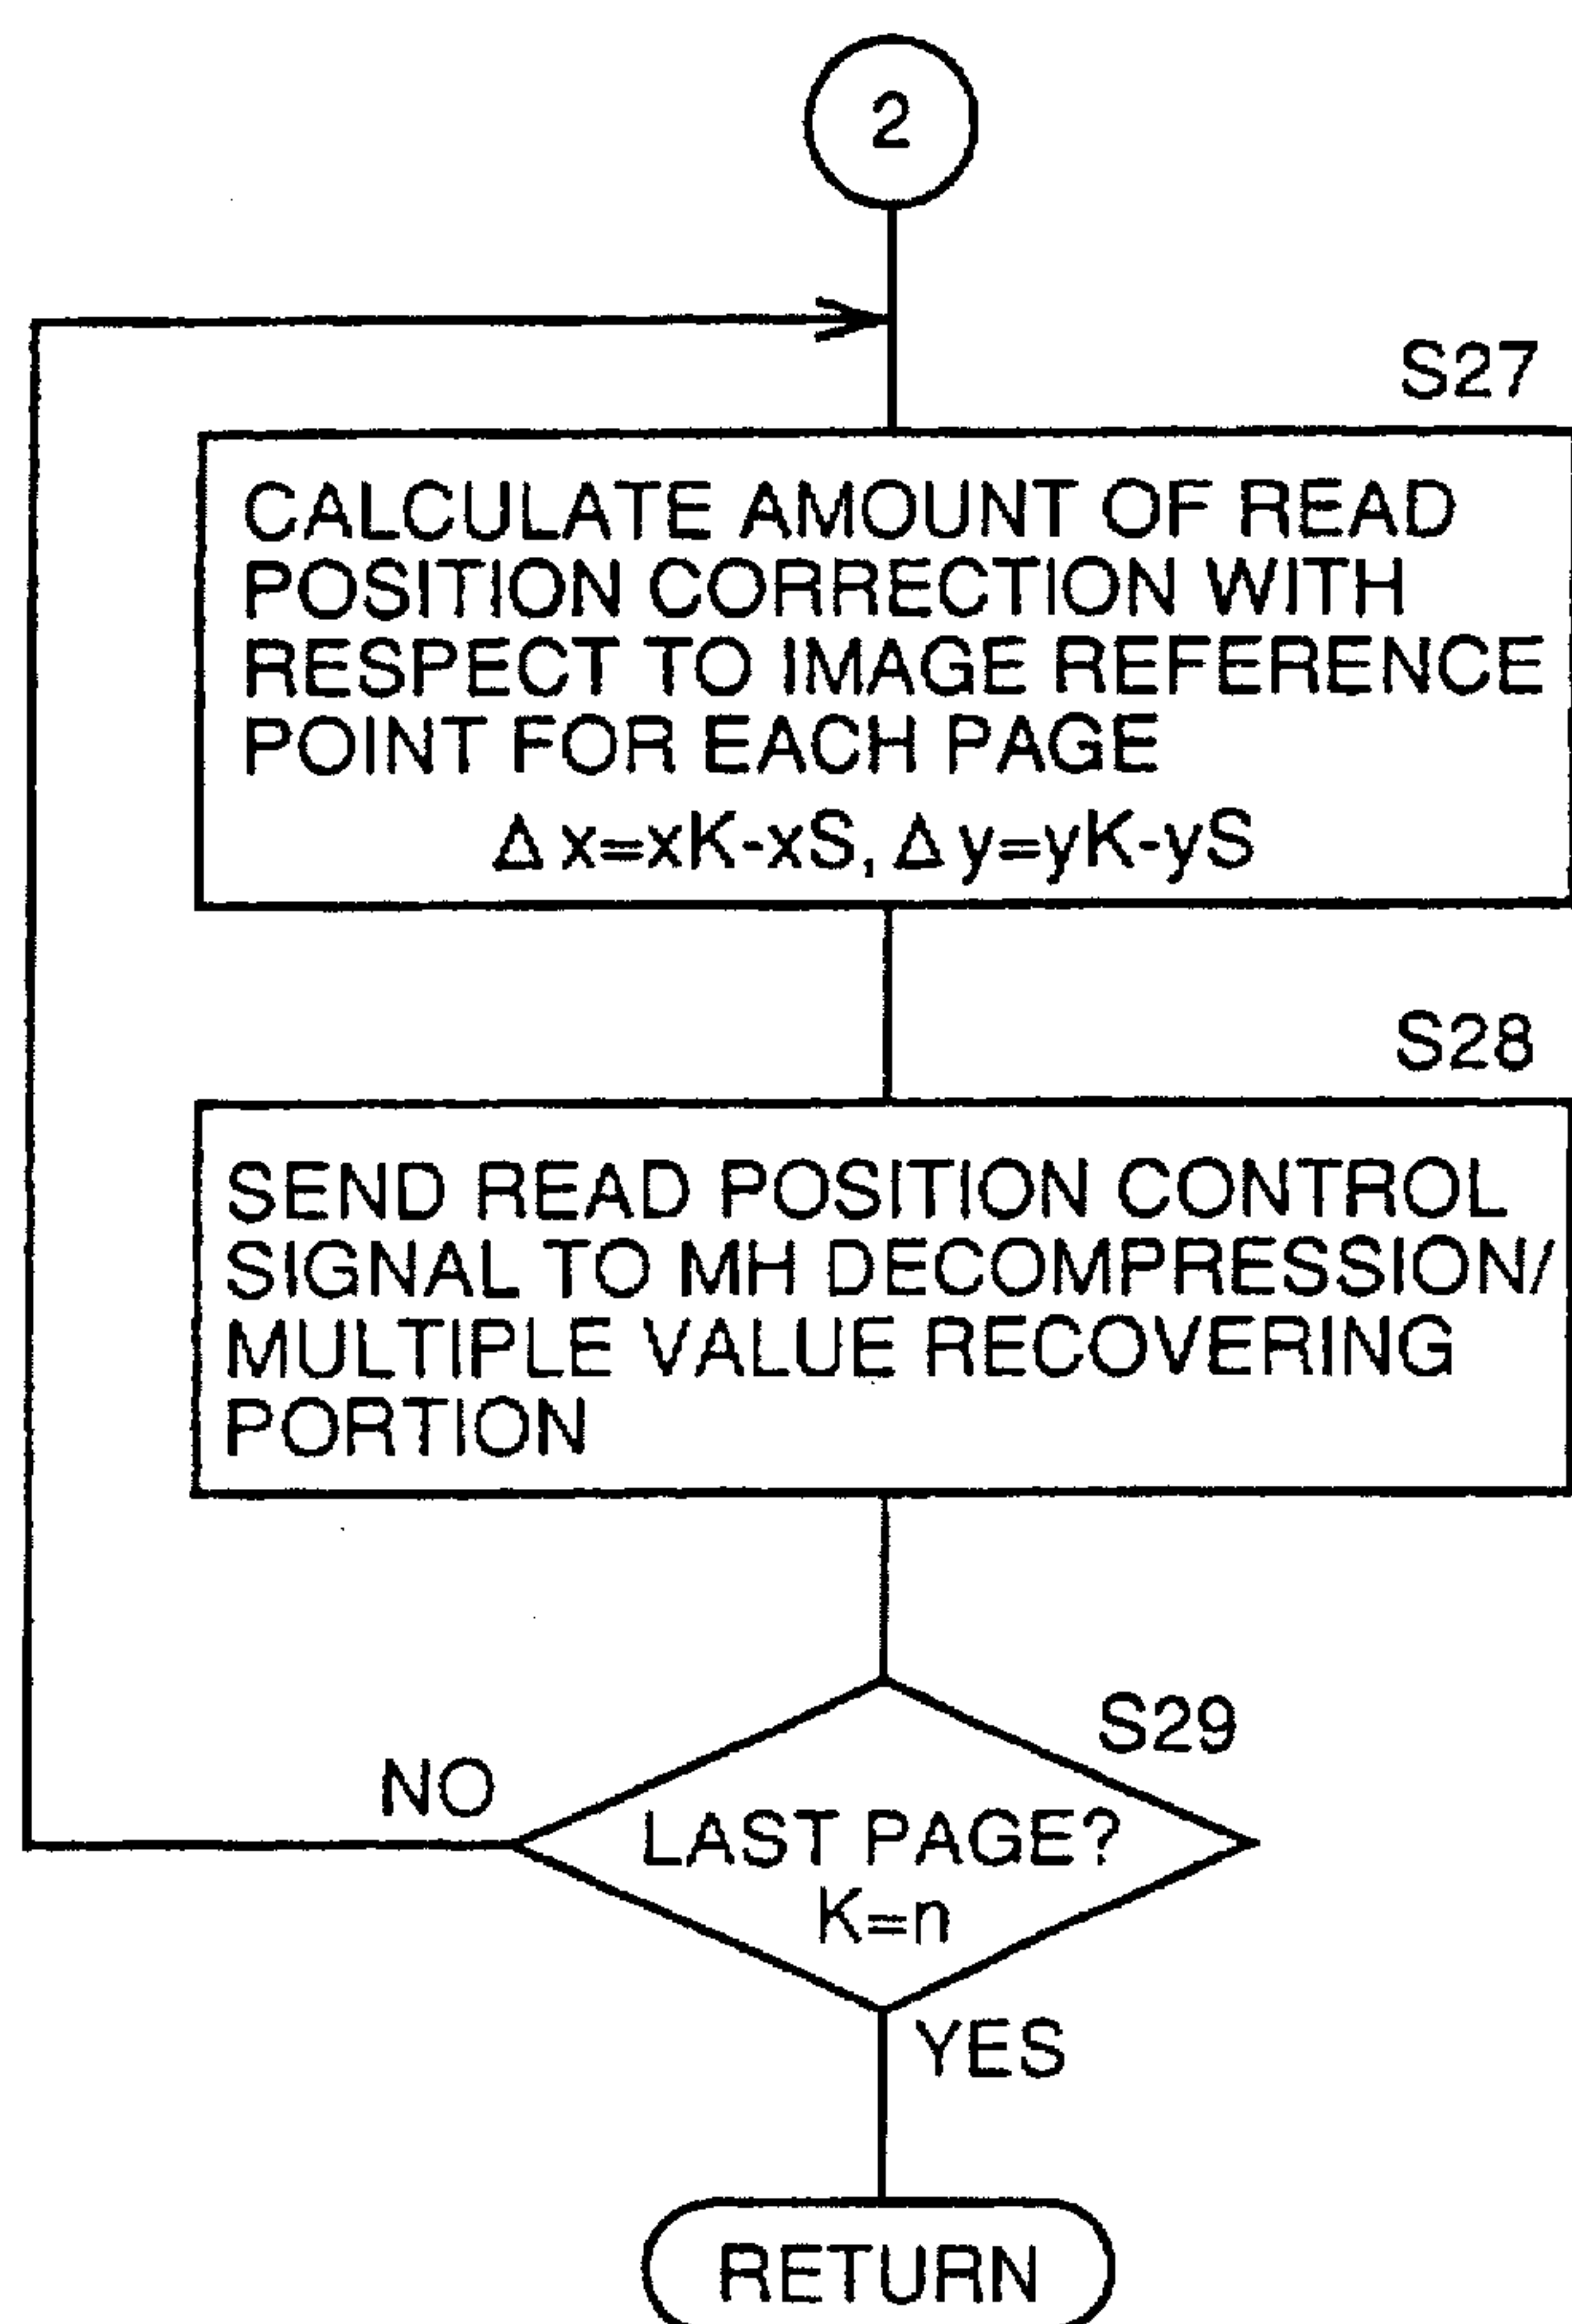 2
S27
CALCULATE AMOUNT OF READ
POSITION CORRECTION WITH
RESPECT TO IMAGE REFERENCE
POINT FOR EACH PAGE
Δx=xK-xS, Δy=yK-yS
S28
SEND READ POSITION CONTROL
SIGNAL TO MH DECOMPRESSION/
MULTIPLE VALUE RECOVERING
PORTION
S29
NO
LAST PAGE?
K=n
YES
RETURN